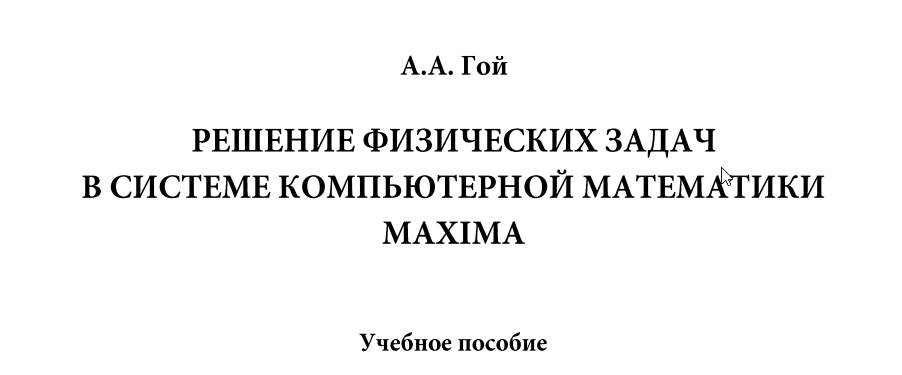 А.А. Гой
РЕШЕНИЕ ФИЗИЧЕСКИХ ЗАДАЧ
В СИСТЕМЕ КОМПЬЮТЕРНОЙ МАТЕМАТИКИ
MAXIMA
Учебное пособие